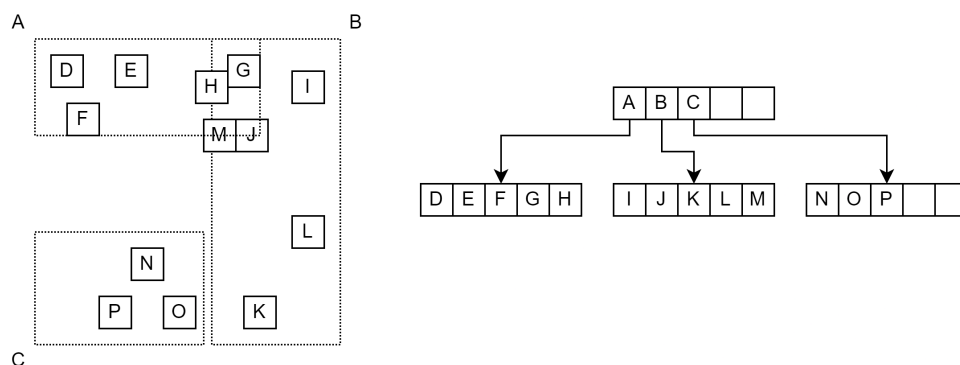 A B
D E H G I
F M J
L
N
P O K
C
A B C
D E F G H
I J K L M
N O P